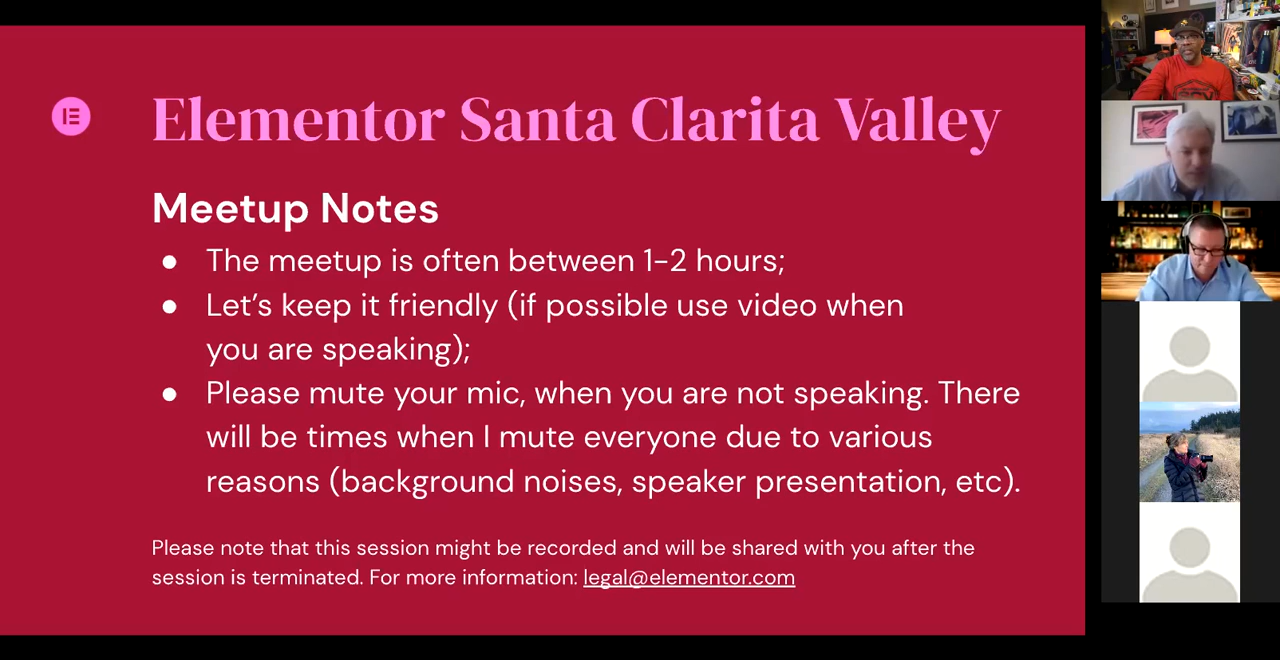 Elementor Santa Clarita Valley
Meetup Notes
● The meetup is often between 1-2 hours;
● Let’s keep it friendly (if possible use video when
you are speaking);
● Please mute your mic, when you are not speaking. There
will be times when I mute everyone due to various
reasons (background noises, speaker presentation, etc).
Please note that this session might be recorded and will be shared with you after the
session is terminated. For more information: legal@elementor.com